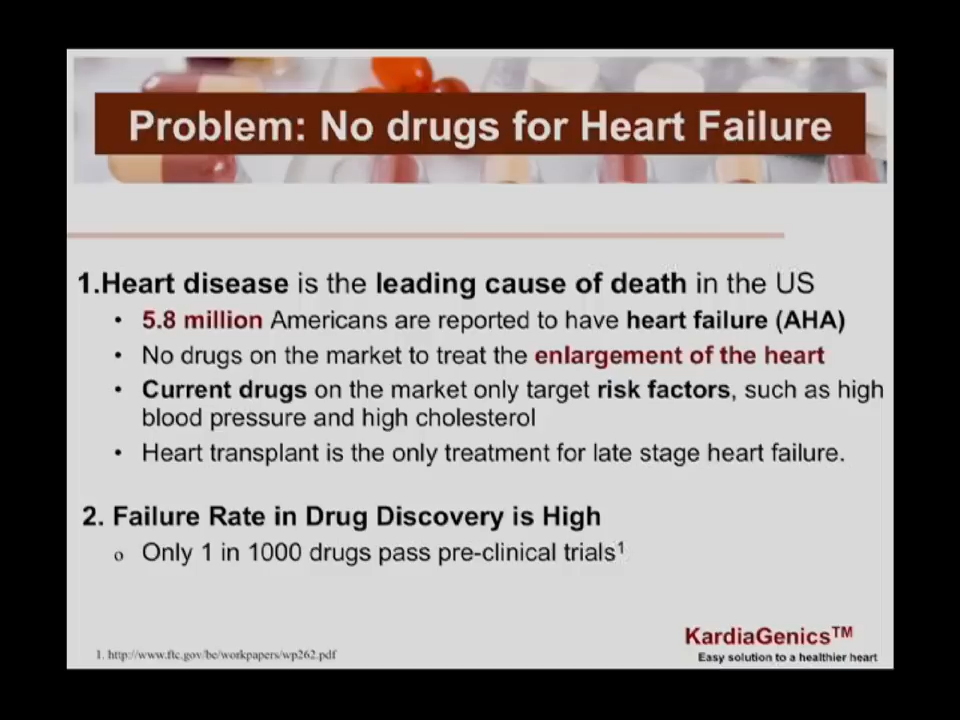 Problem: No drugs for Heart Failure
1.Heart disease is the leading cause of death in the US
• 5.8 million Americans are reported to have heart failure (AHA)
• No drugs on the market to treat the enlargement of the heart
• Current drugs on the market only target risk factors, such as high
blood pressure and high cholesterol
• Heart transplant is the only treatment for late stage heart failure.
2. Failure Rate in Drug Discovery is High
o Only 1 in 1000 drugs pass pre-clinical trials¹
KardiaGenics™
Easy solution to a healthier heart
1. http://www.ftc.gov/be/workpapers/wp262.pdf